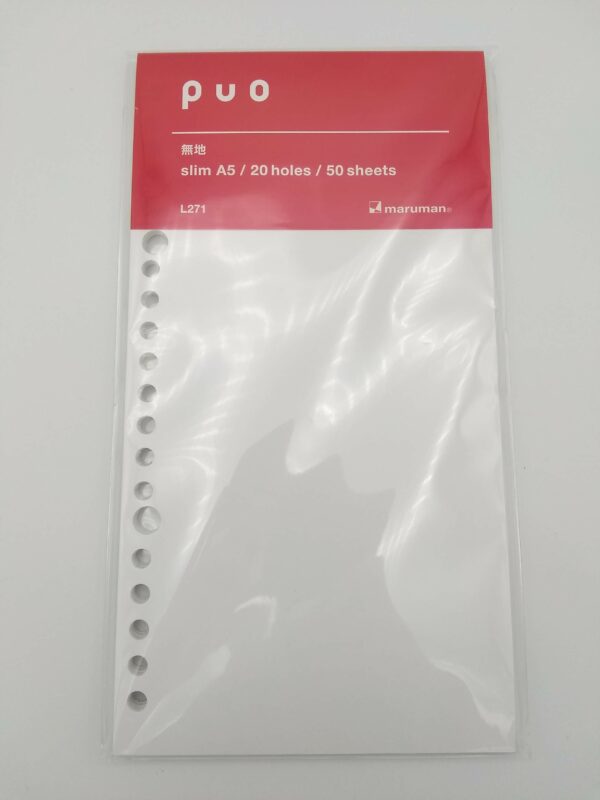 puo
無地
slim A5 / 20 holes / 50 sheets
L271
maruman®